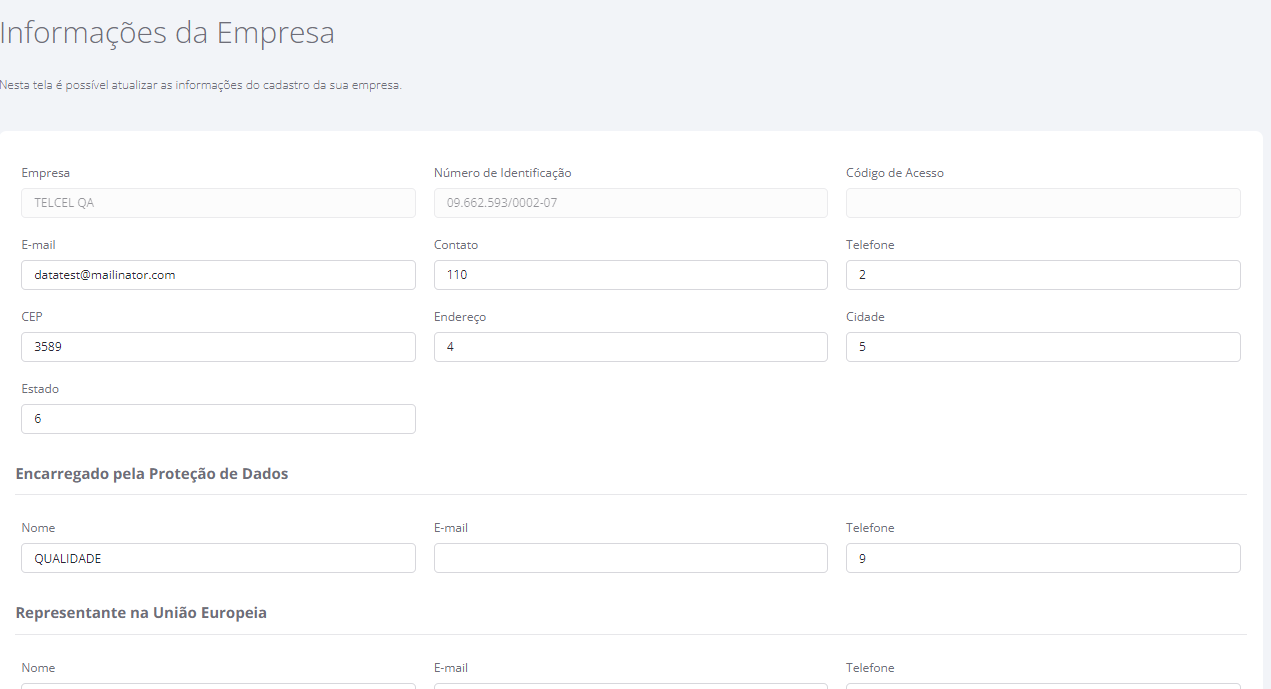 Informações da Empresa
Nesta tela é possível atualizar as informações do cadastro da sua empresa.
Empresa Número de Identificação Código de Acesso
TELCEL QA 09.662.593/0002-07
E-mail Contato Telefone
datatest@mailinator.com 110 2
CEP Endereço Cidade
3589 4 5
Estado
6
Encarregado pela Proteção de Dados
Nome E-mail Telefone
QUALIDADE 9
Representante na União Europeia
Nome E-mail Telefone